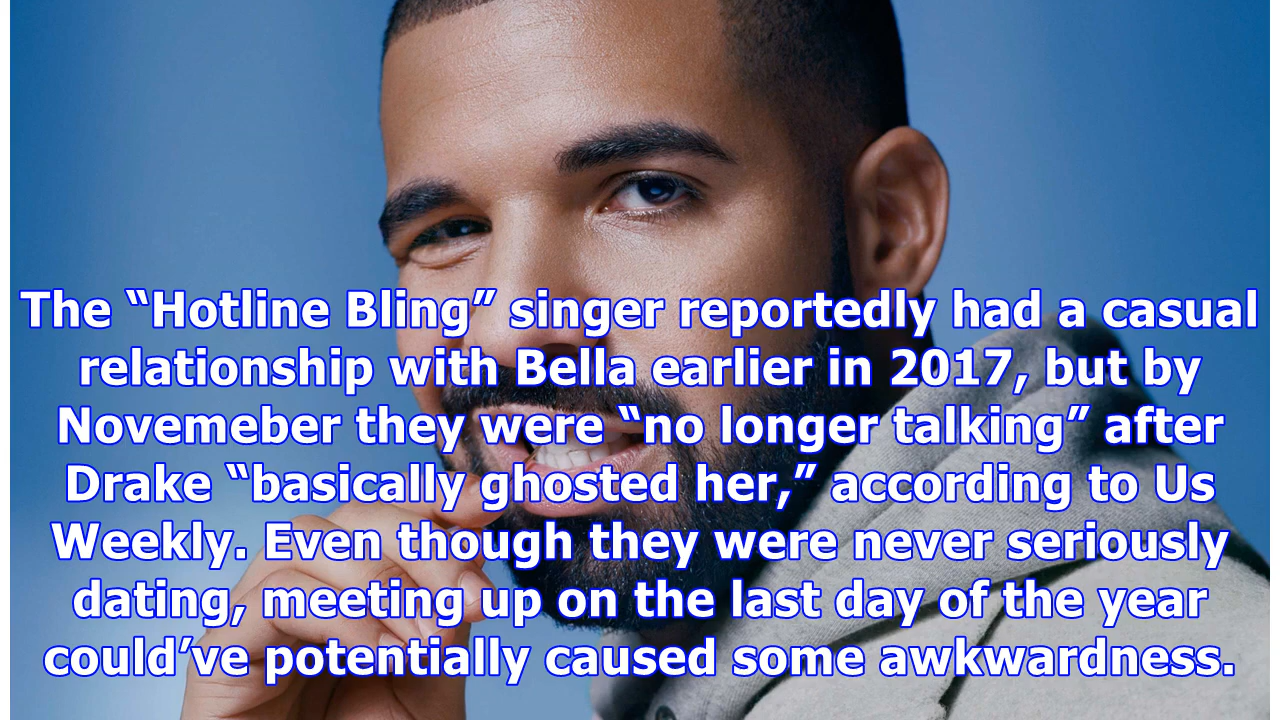 The “Hotline Bling” singer reportedly had a casual
relationship with Bella earlier in 2017, but by
Novemeber they were “no longer talking” after
Drake “basically ghosted her,” according to Us
Weekly. Even though they were never seriously
dating, meeting up on the last day of the year
could’ve potentially caused some awkwardness.